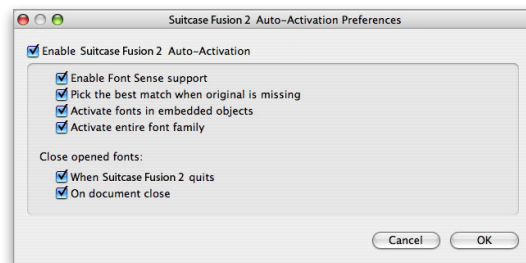 Suitcase Fusion 2 Auto-Activation Preferences
Enable Suitcase Fusion 2 Auto-Activation
Enable Font Sense support
Pick the best match when original is missing
Activate fonts in embedded objects
Activate entire font family
Close opened fonts:
When Suitcase Fusion 2 quits
On document close
Cancel OK